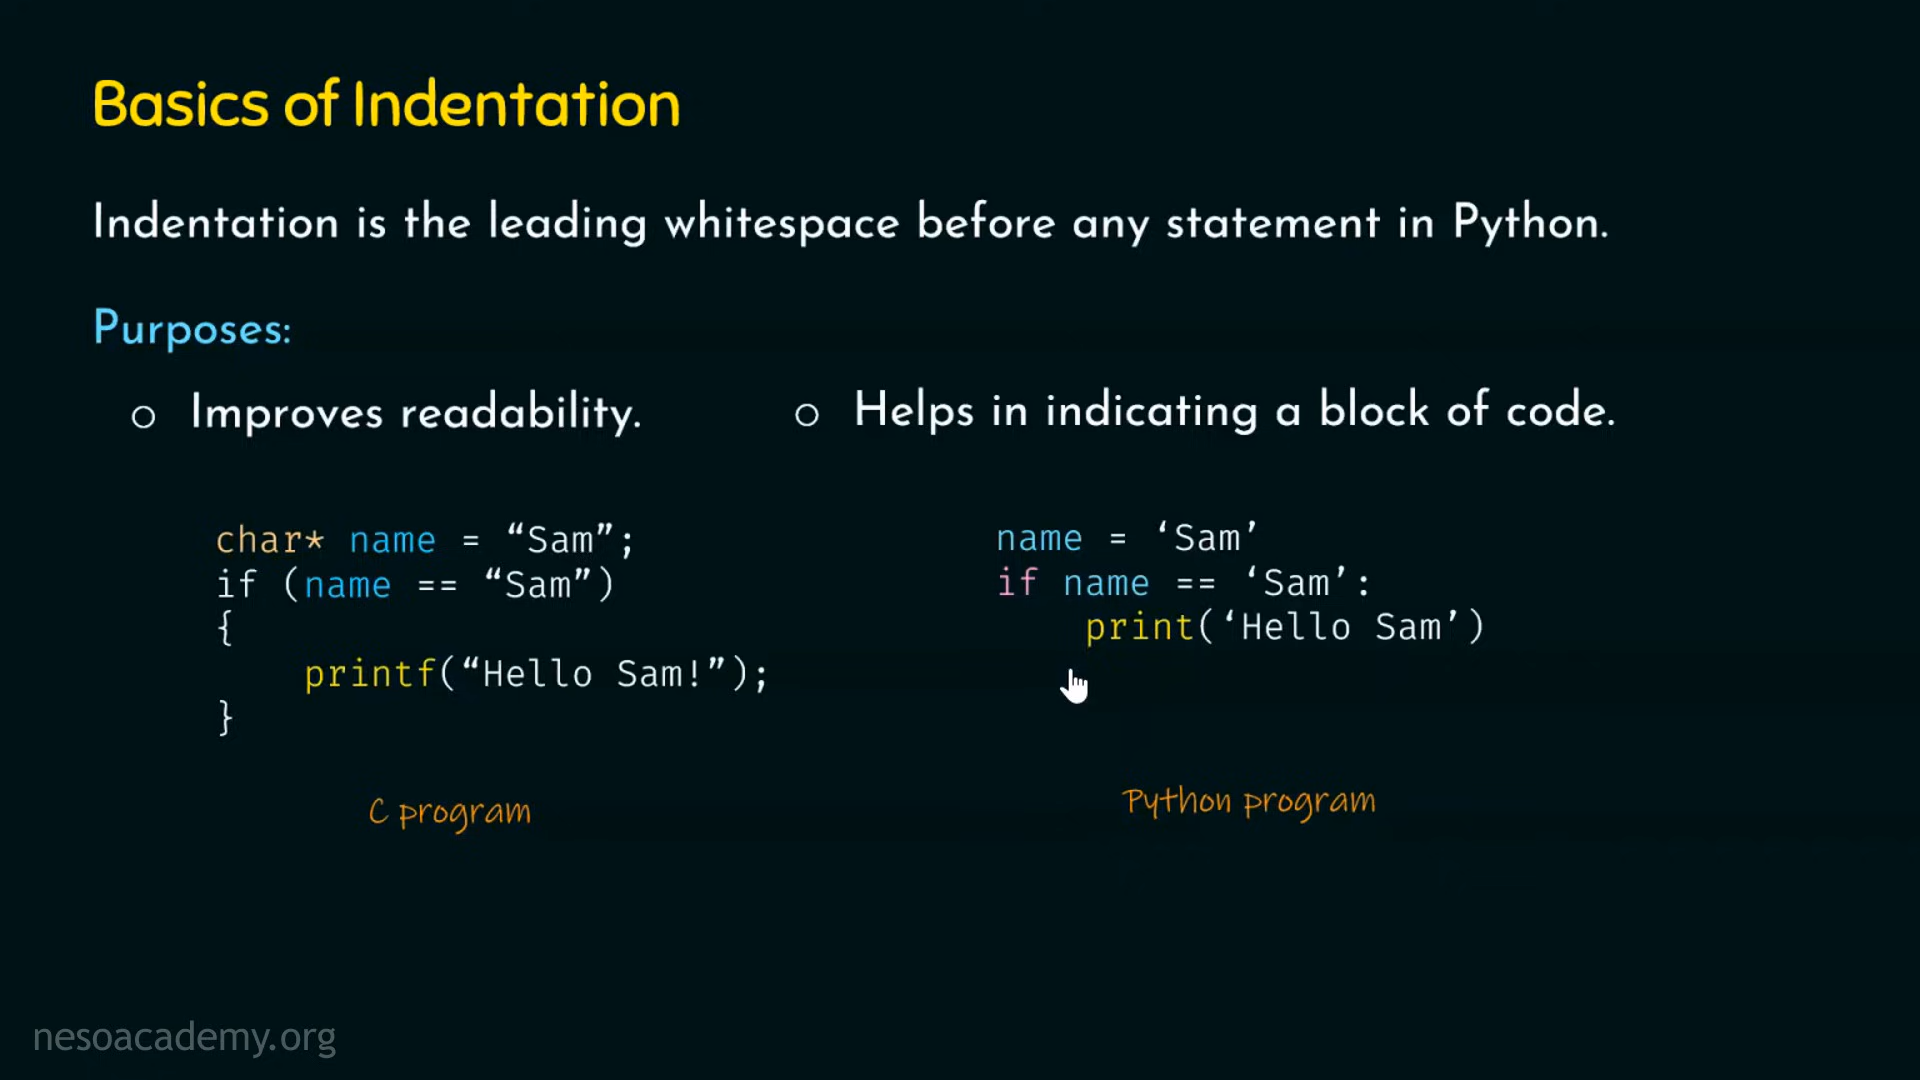 Basics of Indentation
Indentation is the leading whitespace before any statement in Python.
Purposes:
○ Improves readability.
○ Helps in indicating a block of code.
char* name = “Sam”;
if (name == “Sam”)
{
    printf(“Hello Sam!”);
}
C program
name = ‘Sam’
if name == ‘Sam’:
    print(‘Hello Sam’)
Python program
nesoacademy.org